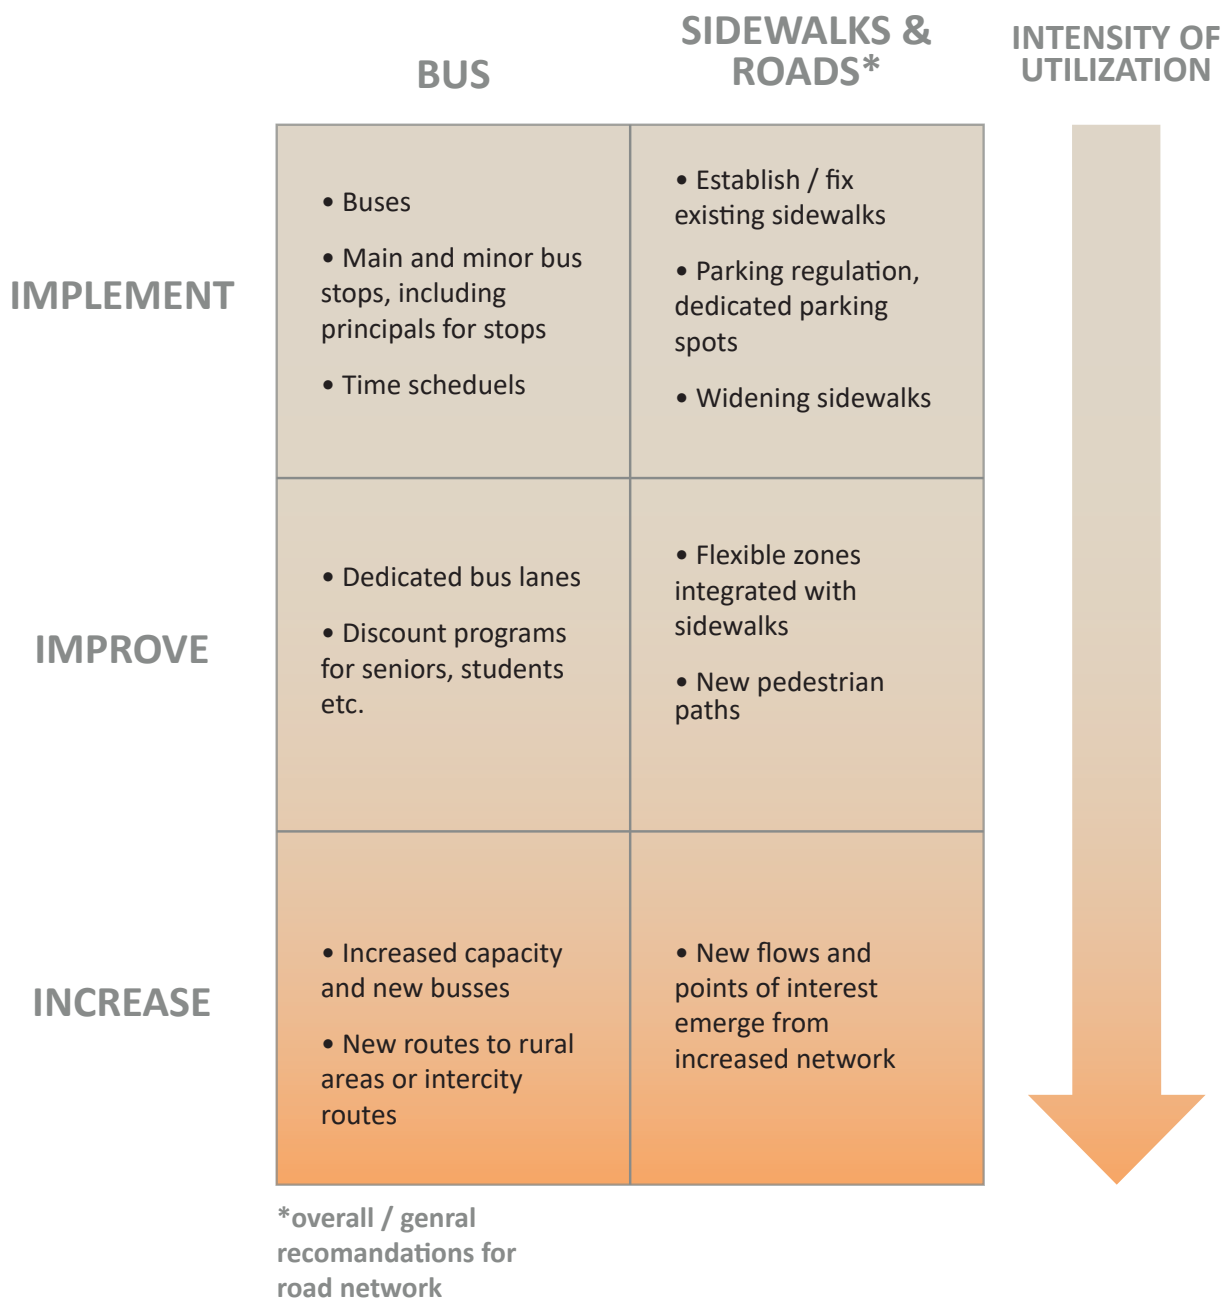 BUS
SIDEWALKS &
ROADS*
INTENSITY OF
UTILIZATION
IMPLEMENT
• Buses
• Main and minor bus
stops, including
principals for stops
• Time scheduels
• Establish / fix
existing sidewalks
• Parking regulation,
dedicated parking
spots
• Widening sidewalks
IMPROVE
• Dedicated bus lanes
• Discount programs
for seniors, students
etc.
• Flexible zones
integrated with
sidewalks
• New pedestrian
paths
INCREASE
• Increased capacity
and new busses
• New routes to rural
areas or intercity
routes
• New flows and
points of interest
emerge from
increased network
*overall / genral
recomandations for
road network